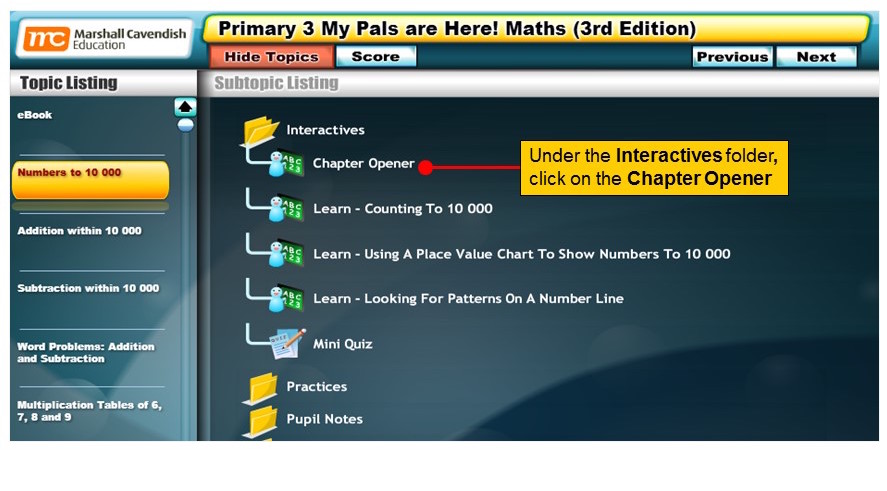 mc Marshall Cavendish
Education
Primary 3 My Pals are Here! Maths (3rd Edition)
Hide Topics
Score
Previous
Next
Topic Listing
Subtopic Listing
eBook
Numbers to 10 000
Addition within 10 000
Subtraction within 10 000
Word Problems: Addition
and Subtraction
Multiplication Tables of 6,
7, 8 and 9
Interactives
Chapter Opener
Learn - Counting To 10 000
Learn - Using A Place Value Chart To Show Numbers To 10 000
Learn - Looking For Patterns On A Number Line
Mini Quiz
Practices
Pupil Notes
Under the Interactives folder,
click on the Chapter Opener